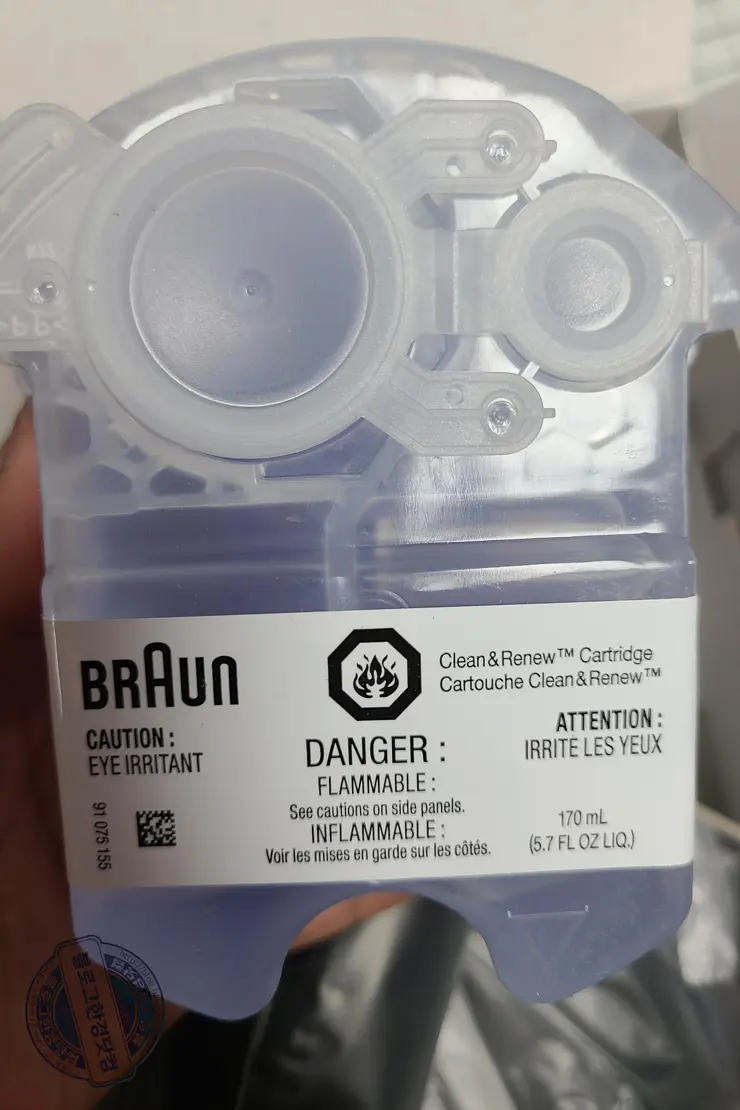 BRAUN
Clean&Renew™ Cartridge
Cartouche Clean&Renew™
CAUTION :
EYE IRRITANT
DANGER :
FLAMMABLE :
See cautions on side panels.
INFLAMMABLE :
Voir les mises en garde sur les côtés.
ATTENTION :
IRRITE LES YEUX
170 mL
(5.7 FL OZ LIQ.)
91 075 155
>PP<